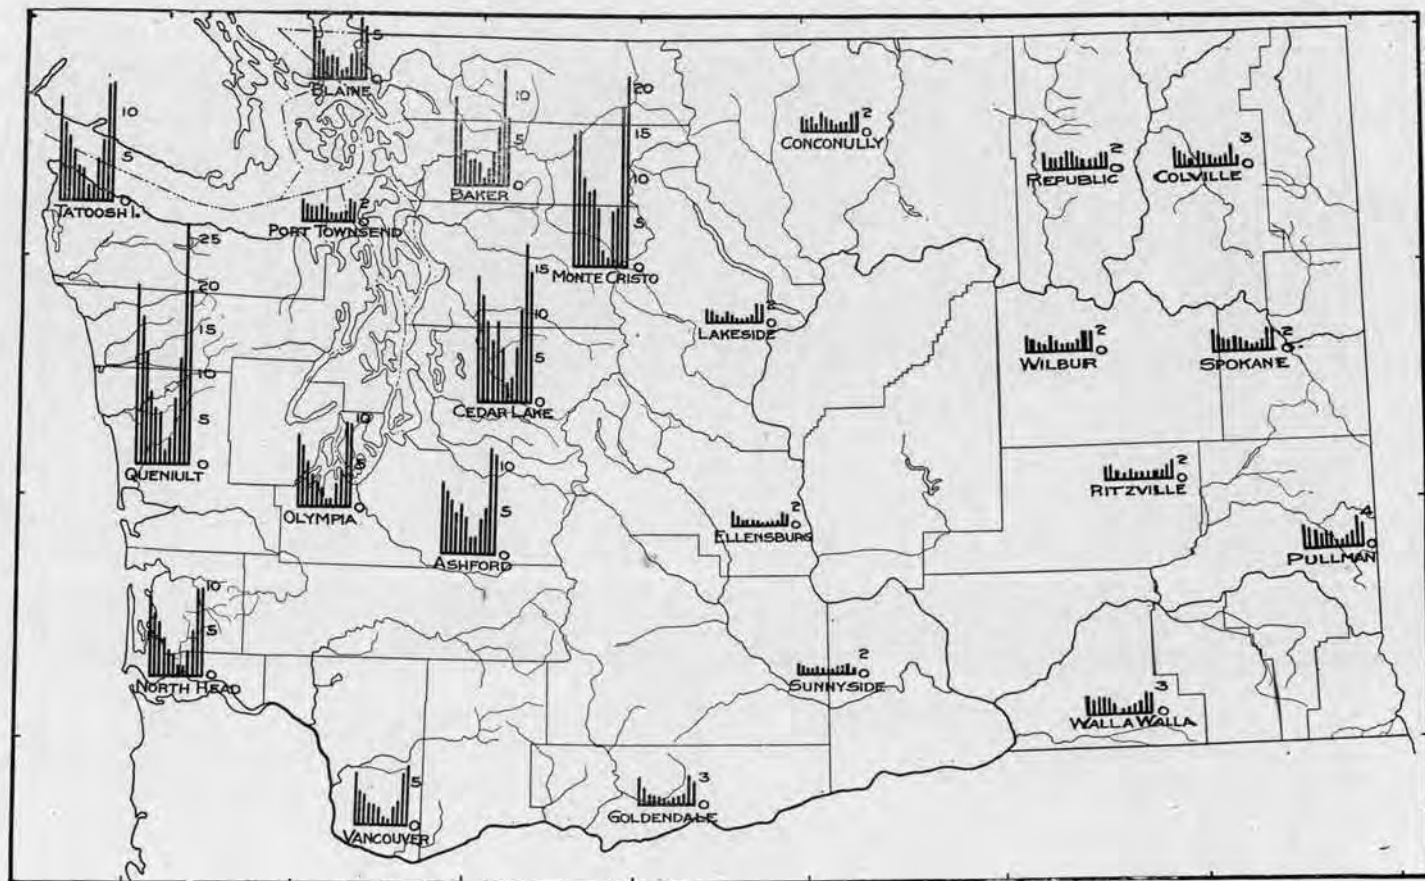 5
BLAINE
0
10
5
TATOOSH I.
0
10
5
BAKER
0
20
15
10
5
MONTE CRISTO
0
2
PORT TOWNSEND
0
2
CONCONULLY
0
2
REPUBLIC
0
3
COLVILLE
0
25
20
15
10
5
QUENIULT
0
15
10
5
CEDAR LAKE
0
2
LAKESIDE
0
2
WILBUR
0
2
SPOKANE
0
10
5
OLYMPIA
0
10
5
ASHFORD
0
2
ELLENSBURG
0
2
RITZVILLE
0
4
PULLMAN
0
10
5
NORTH HEAD
0
2
SUNNYSIDE
0
3
WALLA WALLA
0
5
VANCOUVER
0
3
GOLDENDALE
0